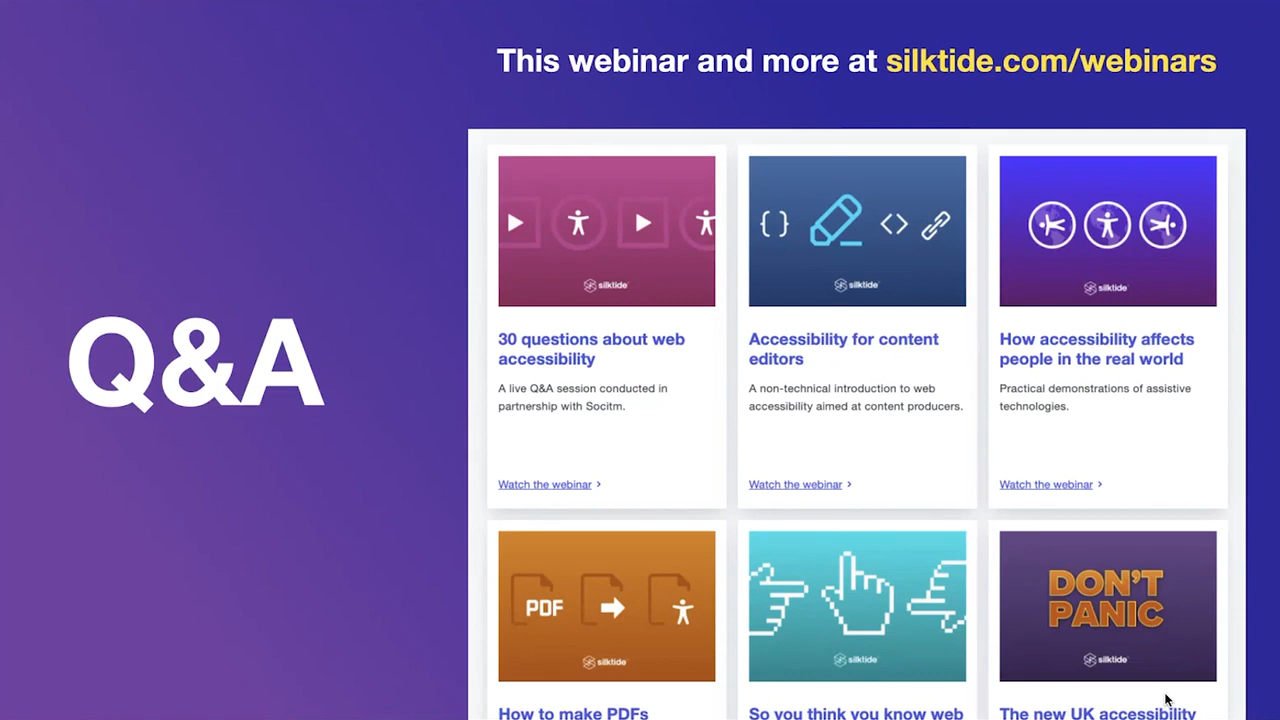 This webinar and more at silktide.com/webinars
Q&A
silktide
30 questions about web
accessibility
A live Q&A session conducted in
partnership with Socitm.
Watch the webinar
{ }
<>
silktide
Accessibility for content
editors
A non-technical introduction to web
accessibility aimed at content producers.
Watch the webinar
silktide
How accessibility affects
people in the real world
Practical demonstrations of assistive
technologies.
Watch the webinar
PDF
silktide
How to make PDFs
silktide
So you think you know web
DON'T
PANIC
silktide
The new UK accessibility